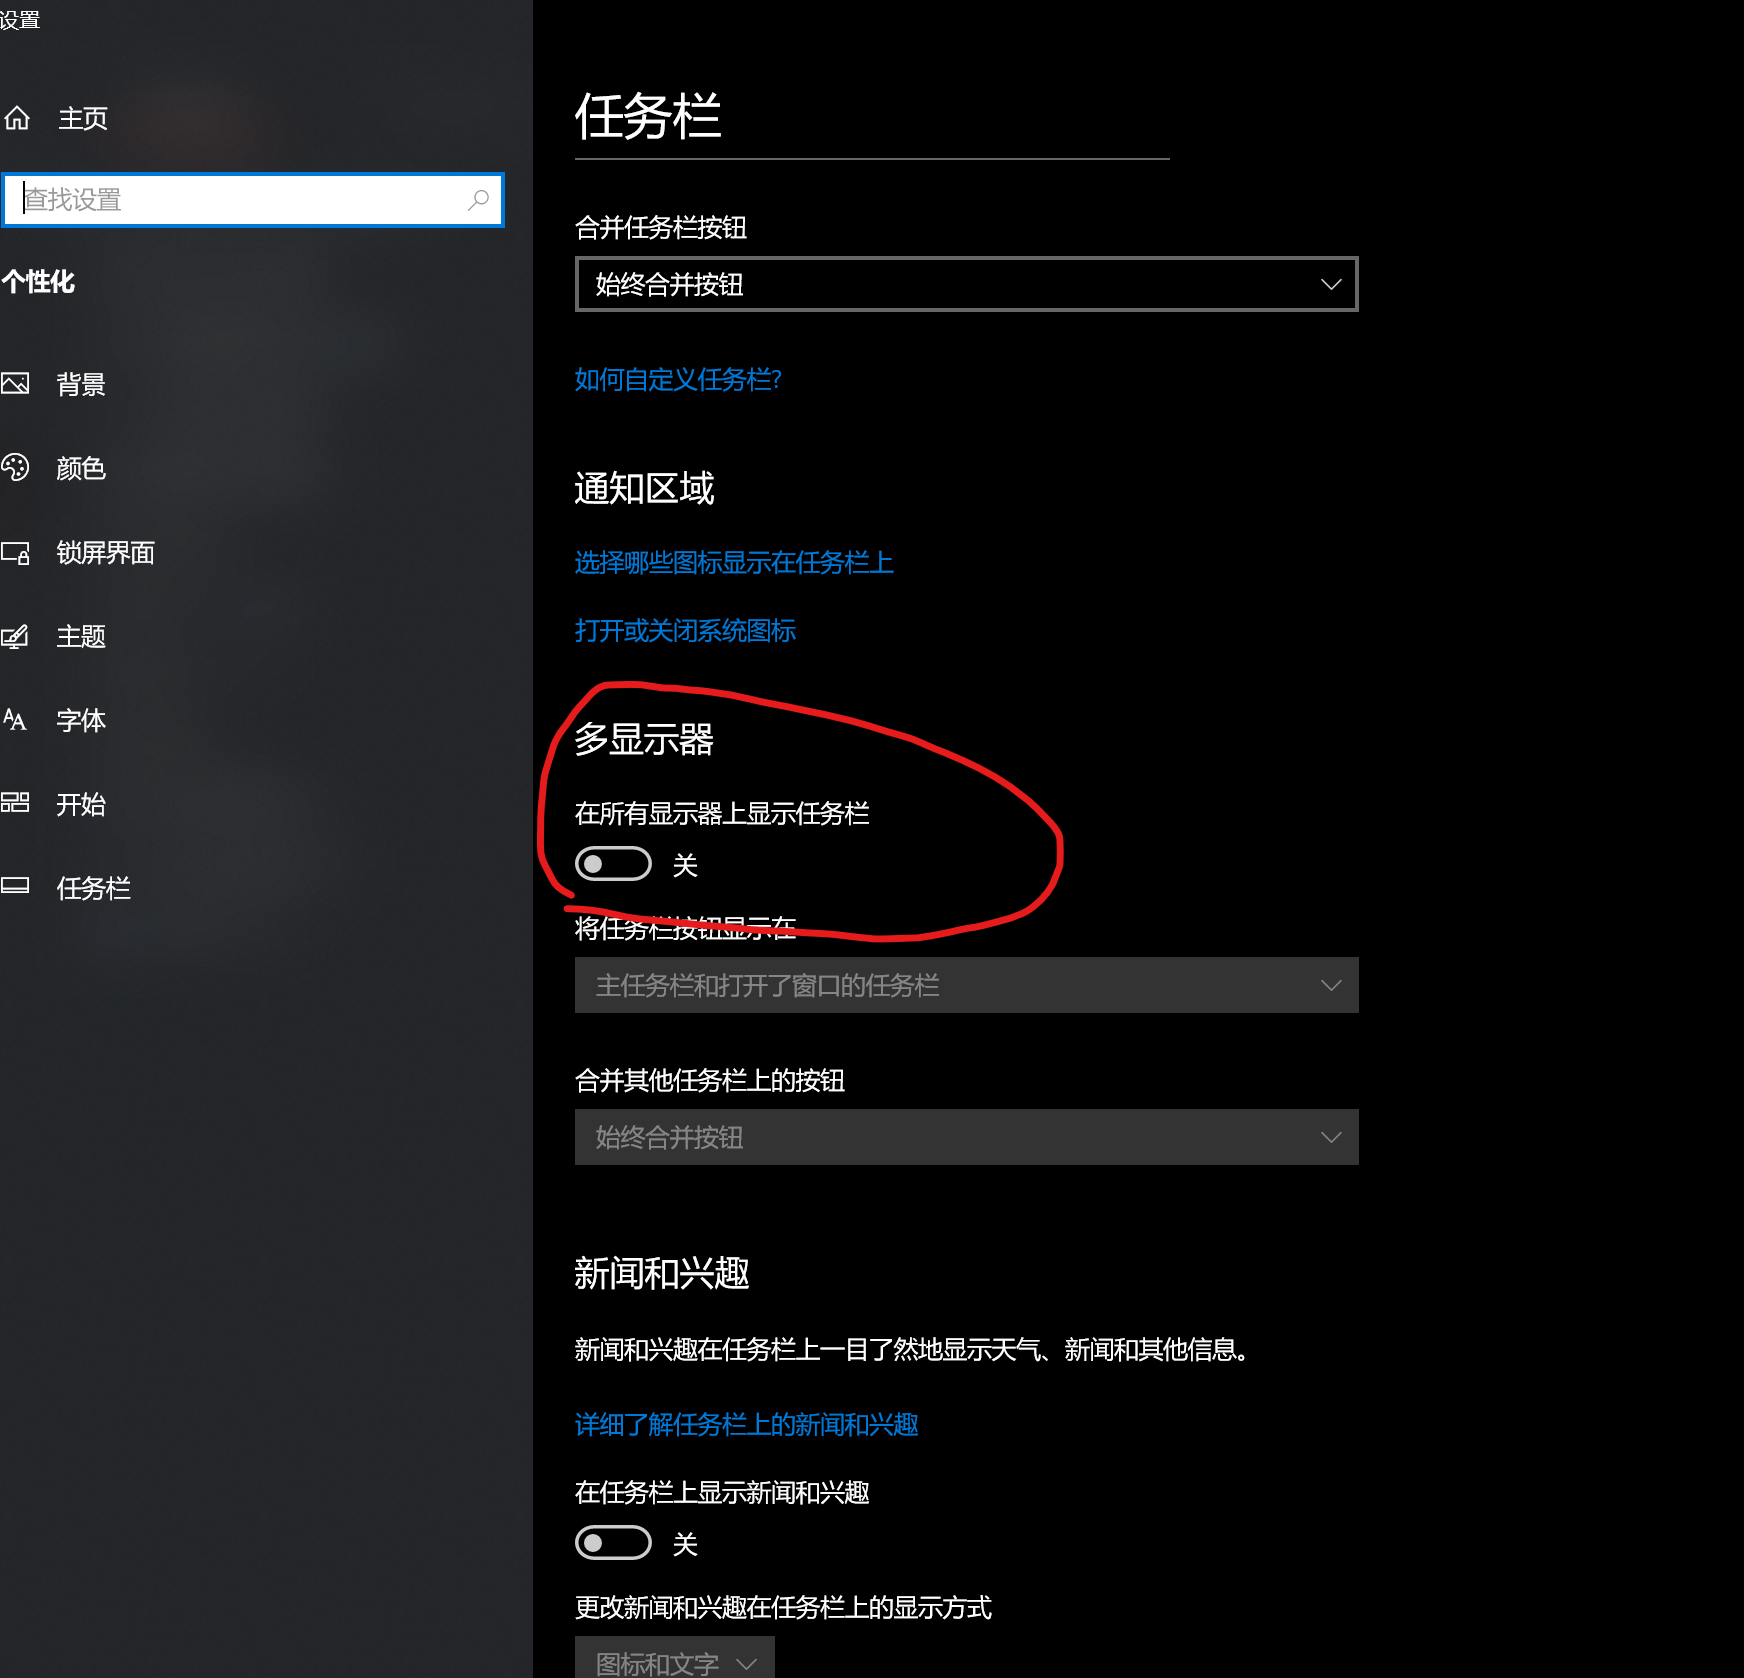 设置
主页
查找设置
个性化
背景
颜色
锁屏界面
主题
字体
开始
任务栏
任务栏
合并任务栏按钮
始终合并按钮
如何自定义任务栏?
通知区域
选择哪些图标显示在任务栏上
打开或关闭系统图标
多显示器
在所有显示器上显示任务栏
关
将任务栏按钮显示在
主任务栏和打开了窗口的任务栏
合并其他任务栏上的按钮
始终合并按钮
新闻和兴趣
新闻和兴趣在任务栏上一目了然地显示天气、新闻和其他信息。
详细了解任务栏上的新闻和兴趣
在任务栏上显示新闻和兴趣
关
更改新闻和兴趣在任务栏上的显示方式
图标和文字